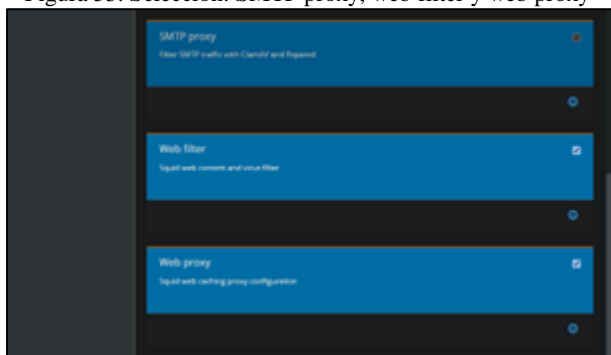 Figura 33. Selección: SMTP proxy, web filter y web proxy
SMTP proxy
Filter SMTP traffic with ClamAV and Rspamd
Web filter
Squid web content and virus filter
Web proxy
Squid web caching proxy configuration